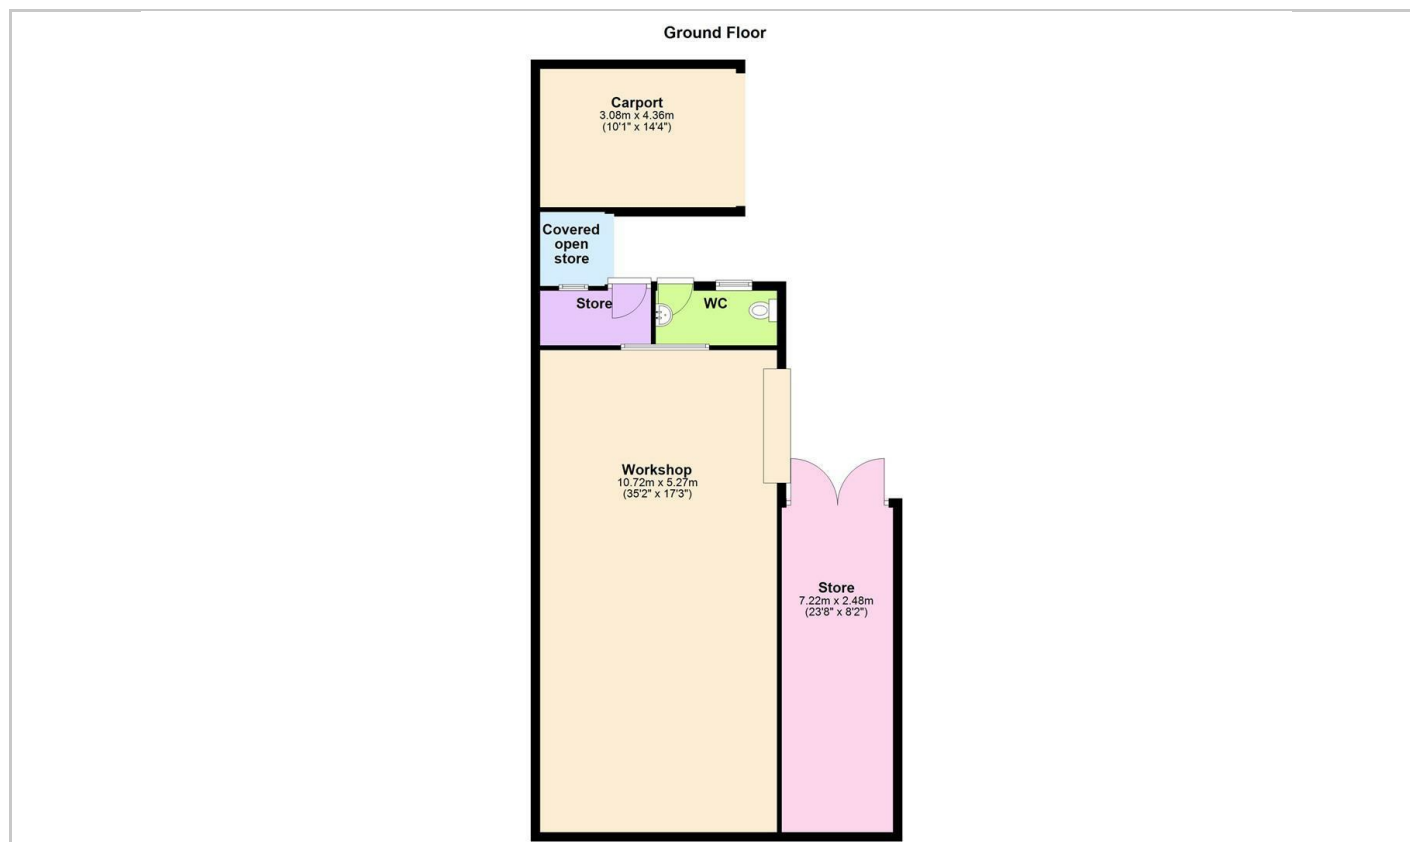 Ground Floor
Carport
3.08m x 4.36m
(10'1" x 14'4")
Covered
open
store
Store
WC
Workshop
10.72m x 5.27m
(35'2" x 17'3")
Store
7.22m x 2.48m
(23'8" x 8'2")